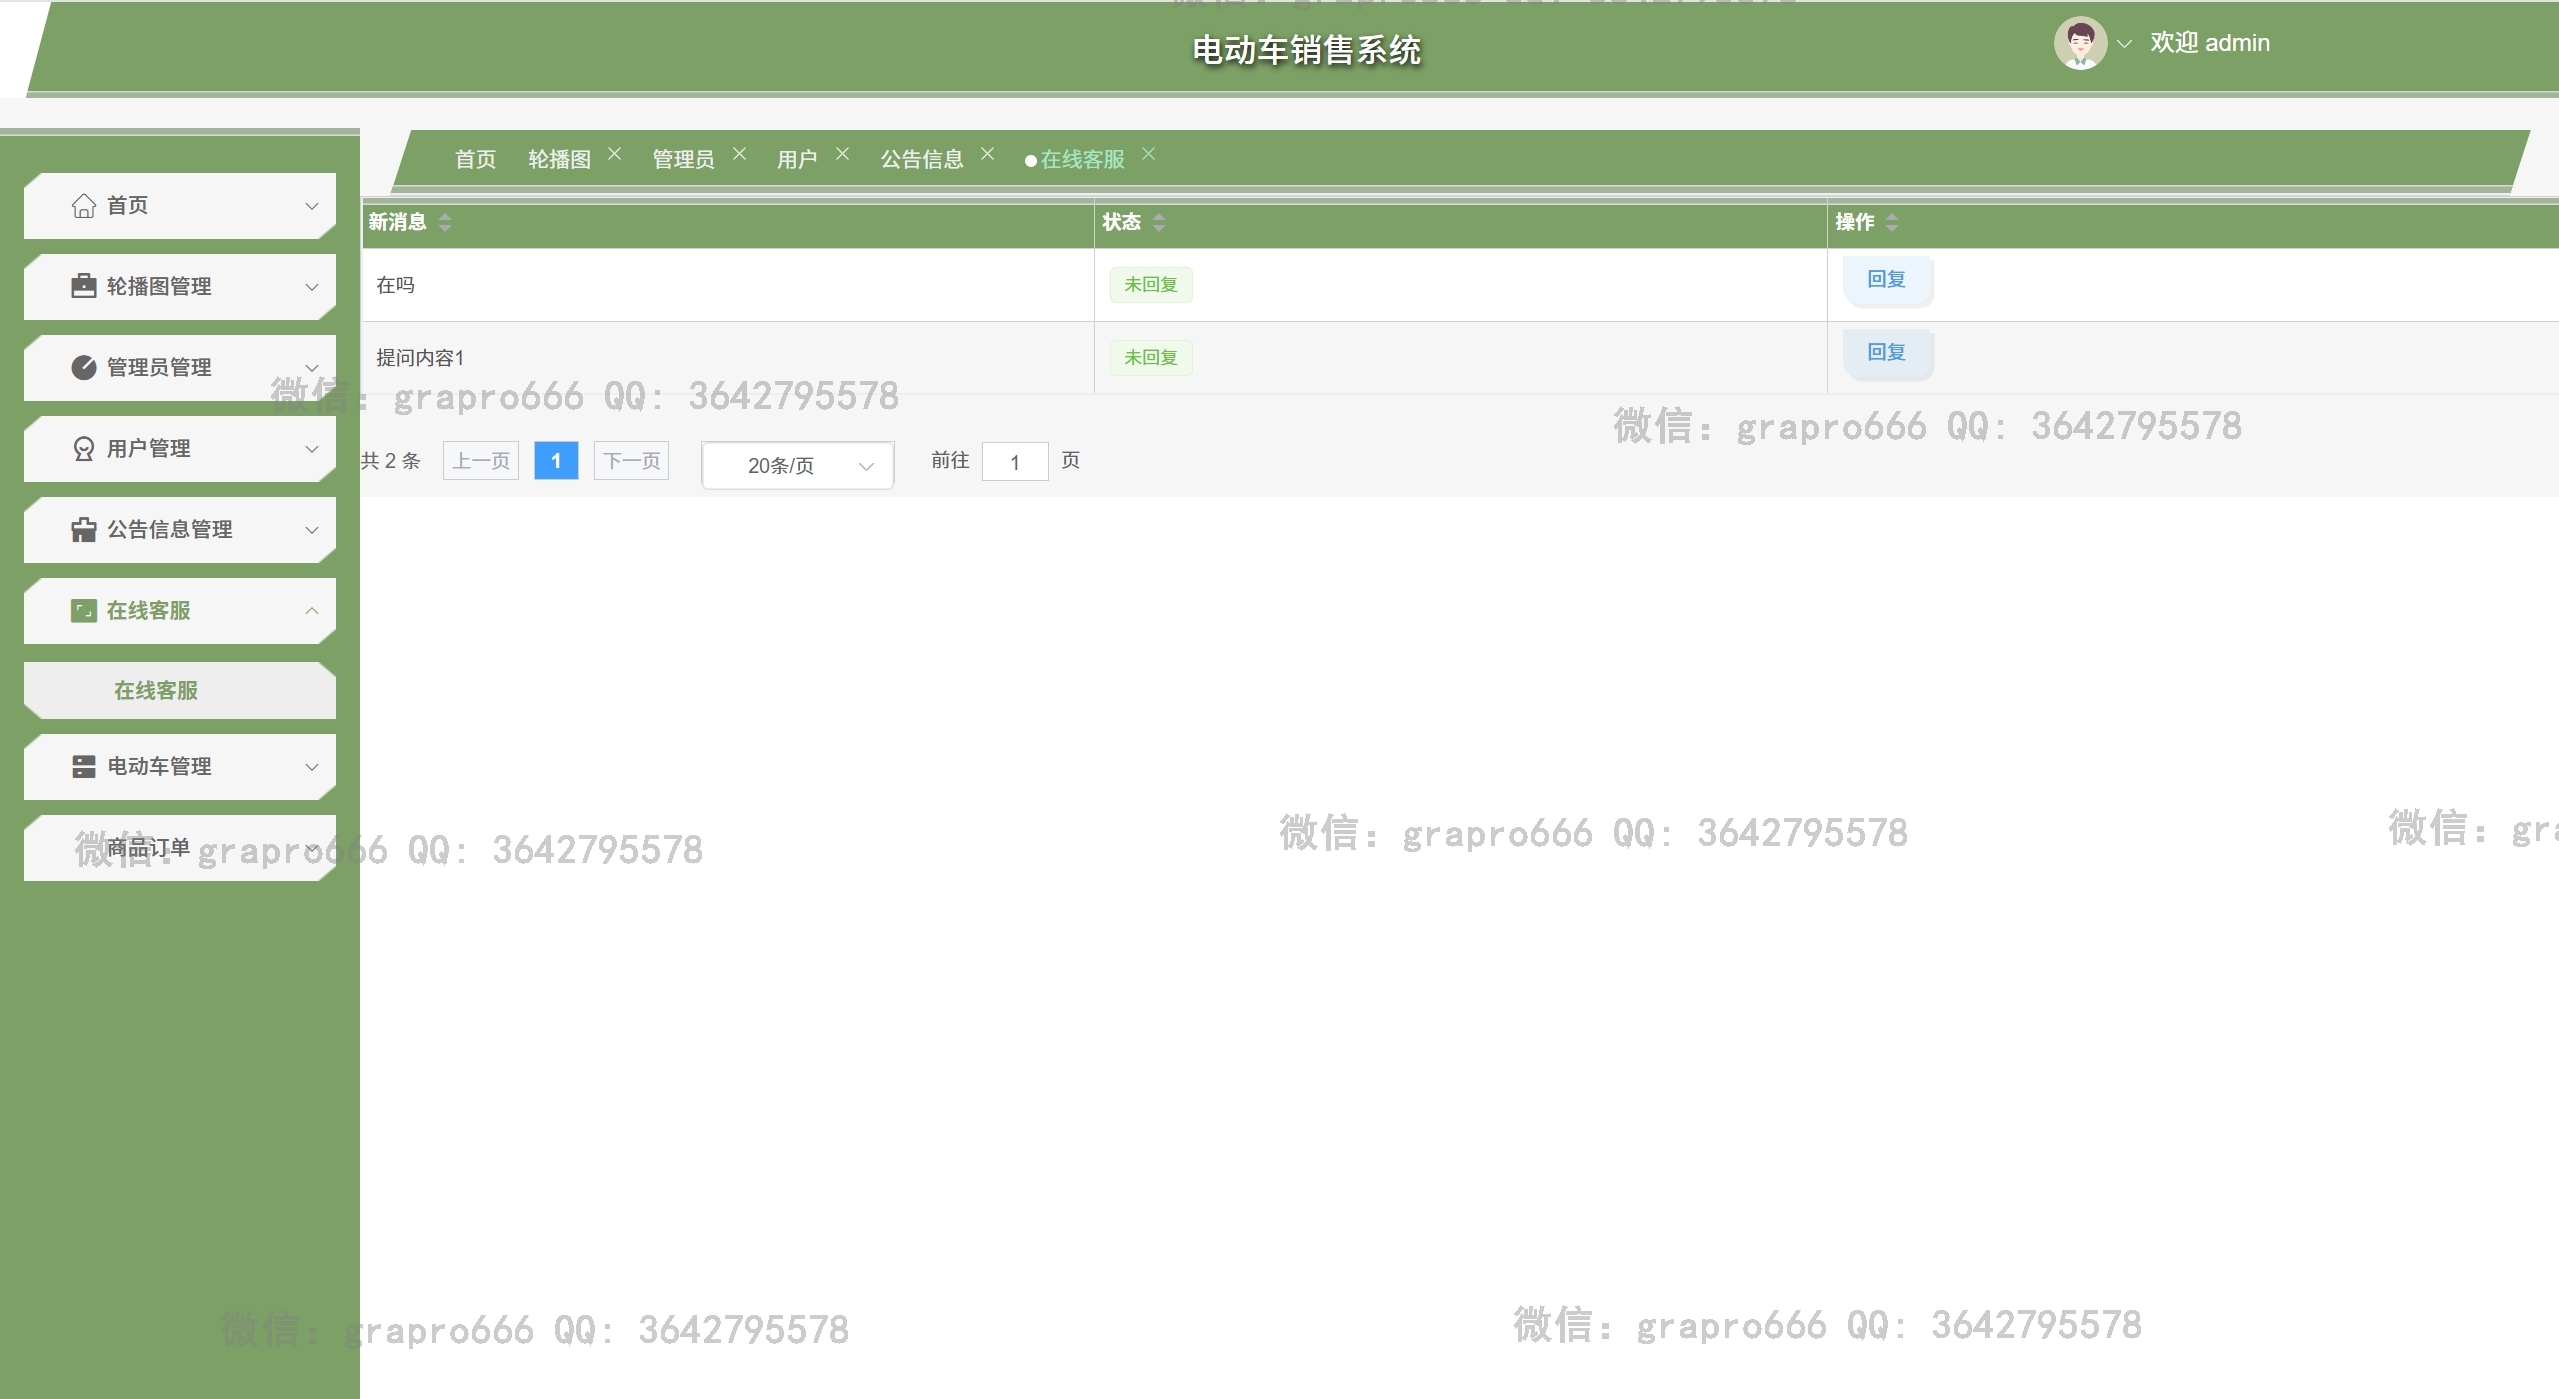 电动车销售系统
欢迎 admin
首页 轮播图 管理员 用户 公告信息 在线客服
首页
轮播图管理
管理员管理
用户管理
公告信息管理
在线客服
在线客服
电动车管理
商品订单
新消息 状态 操作
在吗 未回复 回复
提问内容1 未回复 回复
微信: grapro666 QQ: 3642795578
微信: grapro666 QQ: 3642795578
共 2 条 上一页 1 下一页 20条/页 前往 1 页
微信: grapro666 QQ: 3642795578
微信: grapro666 QQ: 3642795578
微信: gra
微信: grapro666 QQ: 3642795578
微信: grapro666 QQ: 3642795578